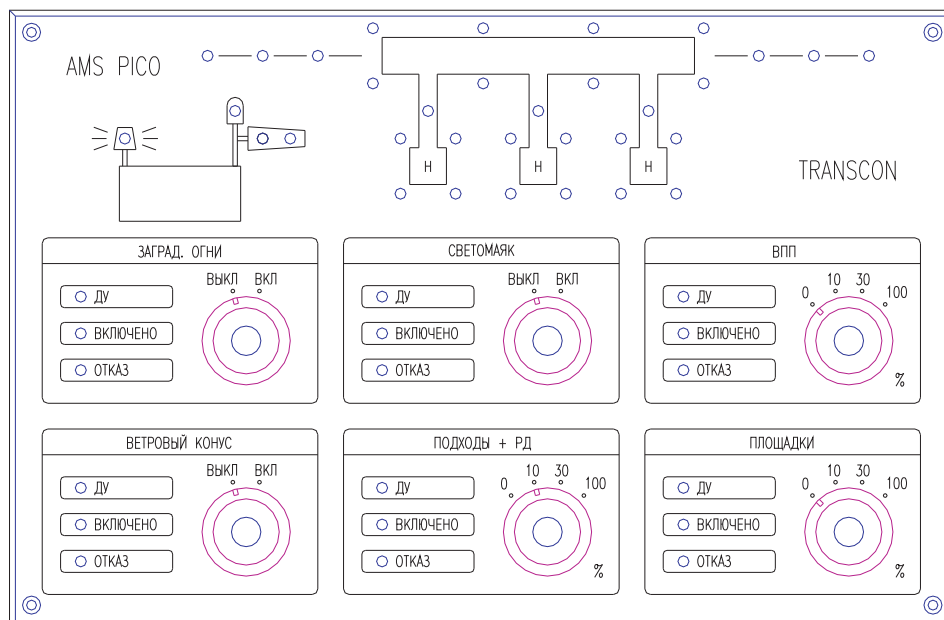 AMS PICO
H H H
TRANSCON
ЗАГРАД. ОГНИ
ВЫКЛ ВКЛ
ДУ
ВКЛЮЧЕНО
ОТКАЗ
СВЕТОМАЯК
ВЫКЛ ВКЛ
ДУ
ВКЛЮЧЕНО
ОТКАЗ
ВПП
0 10 30 100
ДУ
ВКЛЮЧЕНО
ОТКАЗ
%
ВЕТРОВЫЙ КОНУС
ВЫКЛ ВКЛ
ДУ
ВКЛЮЧЕНО
ОТКАЗ
ПОДХОДЫ + РД
0 10 30 100
ДУ
ВКЛЮЧЕНО
ОТКАЗ
%
ПЛОЩАДКИ
0 10 30 100
ДУ
ВКЛЮЧЕНО
ОТКАЗ
%